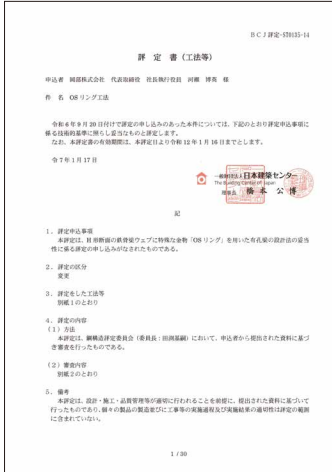 BCJ評定-ST0135-14
評 定 書（工法等）
申込者 岡部株式会社 代表取締役 社長執行役員 河瀬 博英 様
件 名 OSリング工法
令和6年9月20日付けで評定の申し込みのあった本件については、下記のとおり評定申込事項に
係る技術的基準に照らし妥当なものと評定します。
なお、本評定書の有効期間は、本評定日より令和12年1月16日までとします。
令和7年1月17日
一般財団法人 日本建築センター
The Building Center of Japan
理事長 橋本 公博
記
1．評定申込事項
本評定は、H形断面の鉄骨梁ウェブに特殊な金物「OSリング」を用いた有孔梁の設計法の妥当
性に係る評定の申し込みがなされたものである。
2．評定の区分
変更
3．評定をした工法等
別紙1のとおり
4．評定の内容
（1）方法
本評定は、鋼構造評定委員会（委員長：田渕基嗣）において、申込者から提出された資料に基づ
き審査を行ったものである。
（2）審査内容
別紙2のとおり
5．備考
本評定は、設計・施工・品質管理等が適切に行われることを前提に、提出された資料に基づいて
行ったものであり、個々の製品の製造並びに工事等の実施過程及び実施結果の適切性は評定の範囲
に含まれていない。
1 / 30